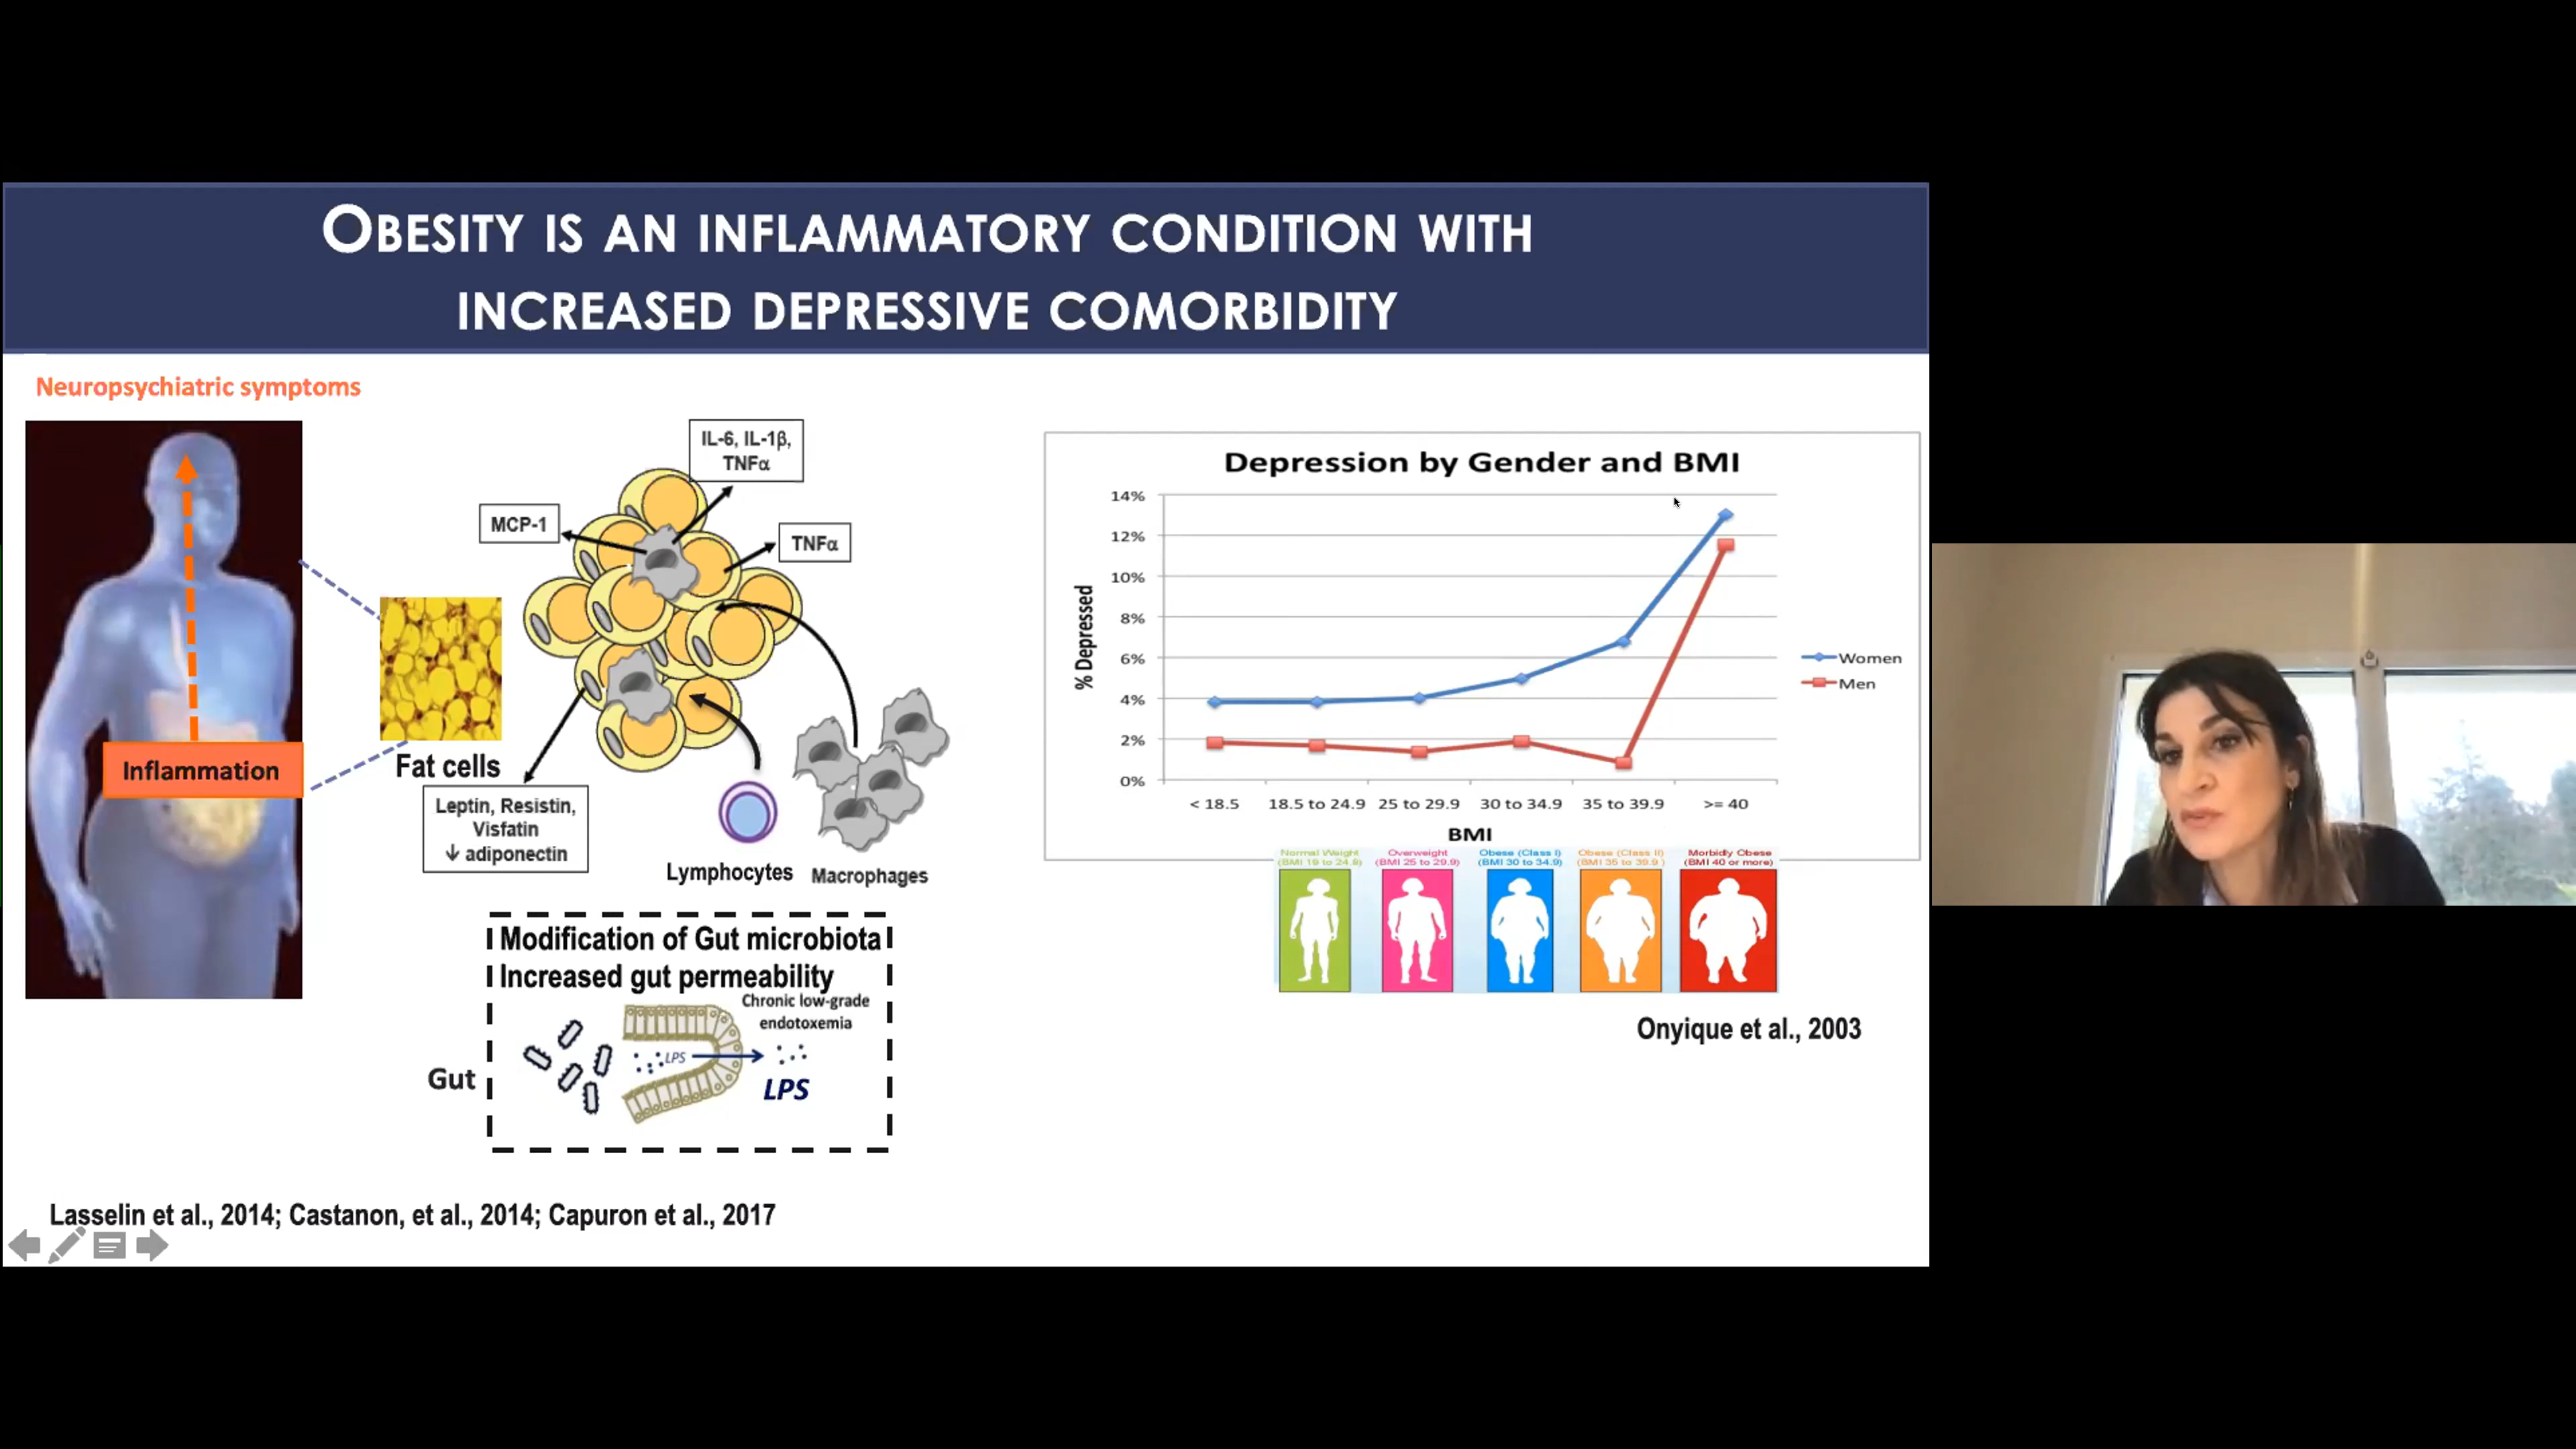 OBESITY IS AN INFLAMMATORY CONDITION WITH
INCREASED DEPRESSIVE COMORBIDITY
Neuropsychiatric symptoms
Inflammation
Fat cells
IL-6, IL-1β,
TNFα
MCP-1
TNFα
Leptin, Resistin,
Visfatin
↓ adiponectin
Lymphocytes
Macrophages
Modification of Gut microbiota
Increased gut permeability
Chronic low-grade
endotoxemia
LPS
LPS
Gut
Lasselin et al., 2014; Castanon, et al., 2014; Capuron et al., 2017
Depression by Gender and BMI
% Depressed
14%
12%
10%
8%
6%
4%
2%
0%
< 18.5 18.5 to 24.9 25 to 29.9 30 to 34.9 35 to 39.9 >= 40
BMI
Women
Men
Normal Weight
(BMI 19 to 24.9)
Overweight
(BMI 25 to 29.9)
Obese (Class I)
(BMI 30 to 34.9)
Obese (Class II)
(BMI 35 to 39.9 )
Morbidly Obese
(BMI 40 or more)
Onyique et al., 2003